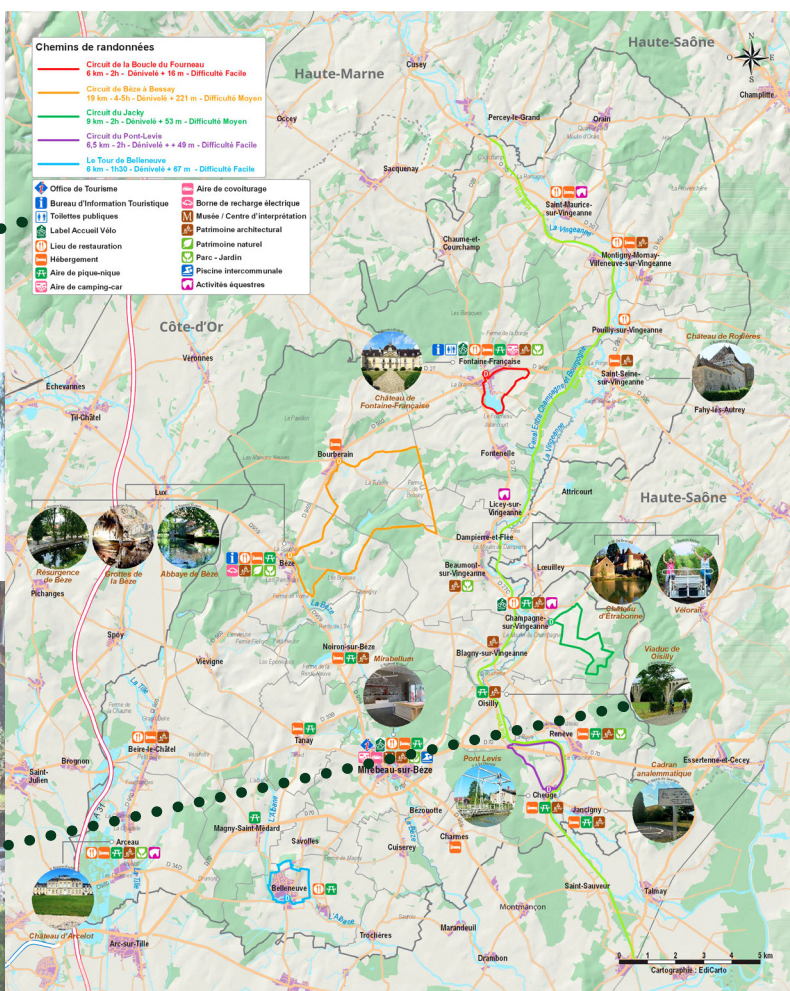 Chemins de randonnées
Circuit de la Boucle du Fourneau
6 km - 2h - Dénivelé + 16 m - Difficulté Facile
Circuit de Bèze à Bessay
19 km - 4-5h - Dénivelé + 221 m - Difficulté Moyen
Circuit du Jacky
9 km - 2h - Dénivelé + 53 m - Difficulté Moyen
Circuit du Pont-Levis
6,5 km - 2h - Dénivelé + + 49 m - Difficulté Facile
Le Tour de Belleneuve
6 km - 1h30 - Dénivelé + 67 m - Difficulté Facile
Office de Tourisme
Bureau d'Information Touristique
Toilettes publiques
Label Accueil Vélo
Lieu de restauration
Hébergement
Aire de pique-nique
Aire de camping-car
Aire de covoiturage
Borne de recharge électrique
Musée / Centre d'interprétation
Patrimoine architectural
Patrimoine naturel
Parc - Jardin
Piscine intercommunale
Activités équestres
Haute-Marne
Haute-Saône
N
O
E
S
Cusey
Champlitte
Percey-le-Grand
Orain
Occey
Sacquenay
Saint-Maurice-
sur-Vingeanne
La Vingeanne
Chaume-et-
Courchamp
Montigny-Mornay-
Villeneuve-sur-Vingeanne
Côte-d'Or
Pouilly-sur-Vingeanne
Château de Rosières
Véronnes
Fontaine-Française
Saint-Seine-
sur-Vingeanne
Échevannes
Château de
Fontaine-Française
Fahy-lès-Autrey
Til-Châtel
Canal Entre Champagne et Bourgogne
La Vingeanne
Bourberain
Fontenelle
Lux
Attricourt
Haute-Saône
Licey-sur-
Vingeanne
Dampierre-et-Flée
Bèze
Beaumont-
sur-Vingeanne
Lœuilley
Résurgence
de Bèze
Grottes de
la Bèze
Abbaye de Bèze
Pichanges
La Bèze
Château
d'Étrabonne
Vélorail
Champagne-
sur-Vingeanne
Spoy
Noiron-sur-Bèze
Blagny-sur-Vingeanne
Viévigne
Mirabellum
Viaduc de
Oisilly
La Tille
Oisilly
Beire-le-Châtel
Tanay
Renève
Brognon
Mirebeau-sur-Bèze
Pont Levis
Essertenne-et-Cecey
Saint-
Julien
Cadran
analemmatique
Cheuge
A 31
L'Albane
Bézouotte
Jancigny
Magny-Saint-Médard
Arceau
Savolles
Cuiserey
Charmes
La Bèze
La Tille
Belleneuve
Saint-Sauveur
Talmay
Montmançon
L'Albane
Château d'Arcelot
Arc-sur-Tille
Trochères
Marandeuil
Drambon
0 1 2 3 4 5 km
Cartographie : EdiCarto